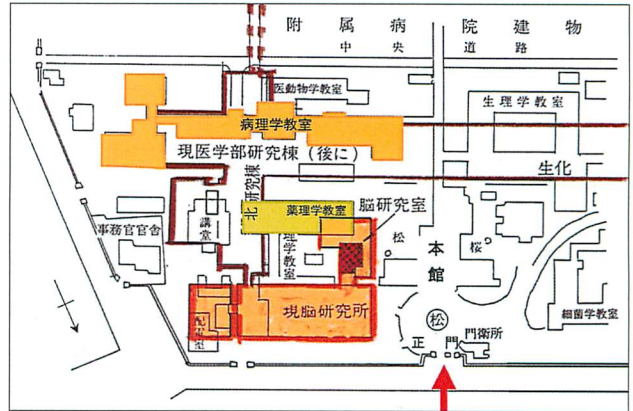 附属病院建物
中央道路
医動物学教室
生理学教室
病理学教室
現医学部研究棟(後に)
生化
北研究棟
薬理学教室
脳研究室
講堂
事務官官舎
理学教室
松
本館
桜
現脳研究所
松
細菌学教室
正門
門衛所